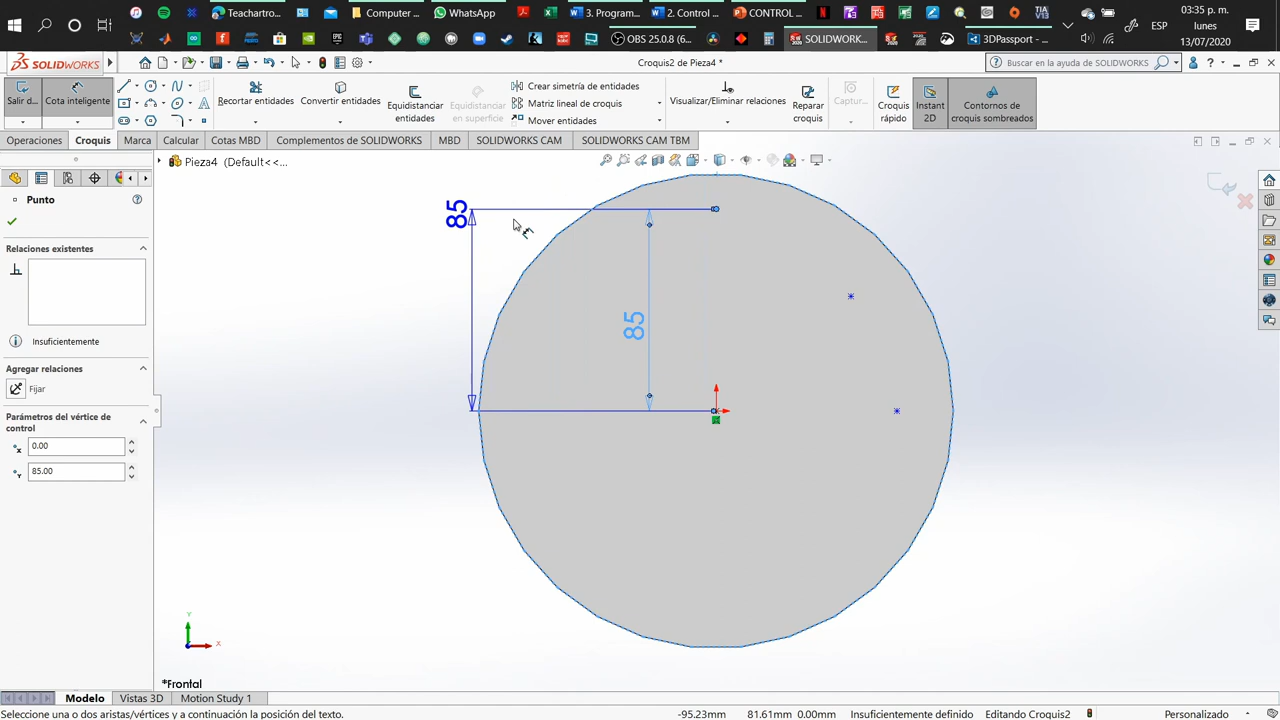 Teachartro...
Computer ...
WhatsApp
3. Program...
2. Control ...
CONTROL ...
ESP
03:35 p. m.
lunes
13/07/2020
OBS 25.0.8 (6...
SOLIDWORK...
3DPassport - ...
SOLIDWORKS
Croquis2 de Pieza4 *
Buscar en la ayuda de SOLIDWORKS
Salir d...
Cota inteligente
Recortar entidades
Convertir entidades
Equidistanciar entidades
Equidistanciar en superficie
Crear simetría de entidades
Matriz lineal de croquis
Mover entidades
Visualizar/Eliminar relaciones
Reparar croquis
Captur...
Croquis rápido
Instant 2D
Contornos de croquis sombreados
Operaciones
Croquis
Marca
Calcular
Cotas MBD
Complementos de SOLIDWORKS
MBD
SOLIDWORKS CAM
SOLIDWORKS CAM TBM
Pieza4 (Default<<...
Punto
Relaciones existentes
Insuficientemente
Agregar relaciones
Fijar
Parámetros del vértice de control
x
0.00
Y
85.00
85
85
Y
X
*Frontal
Modelo
Vistas 3D
Motion Study 1
Seleccione una o dos aristas/vértices y a continuación la posición del texto.
-95.23mm
81.61mm
0.00mm
Insuficientemente definido
Editando Croquis2
Personalizado